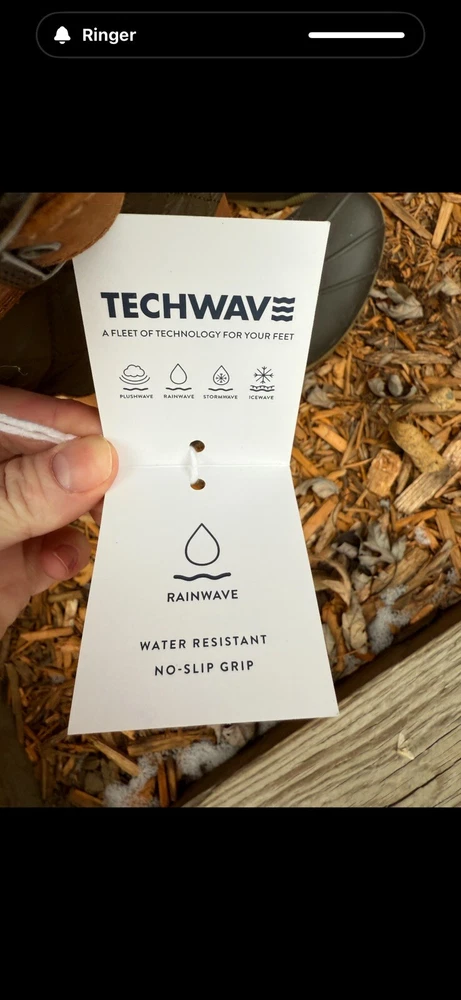 Ringer
TECHWAVE
A FLEET OF TECHNOLOGY FOR YOUR FEET
PLUSHWAVE RAINWAVE STORMWAVE ICEWAVE
RAINWAVE
WATER RESISTANT
NO-SLIP GRIP